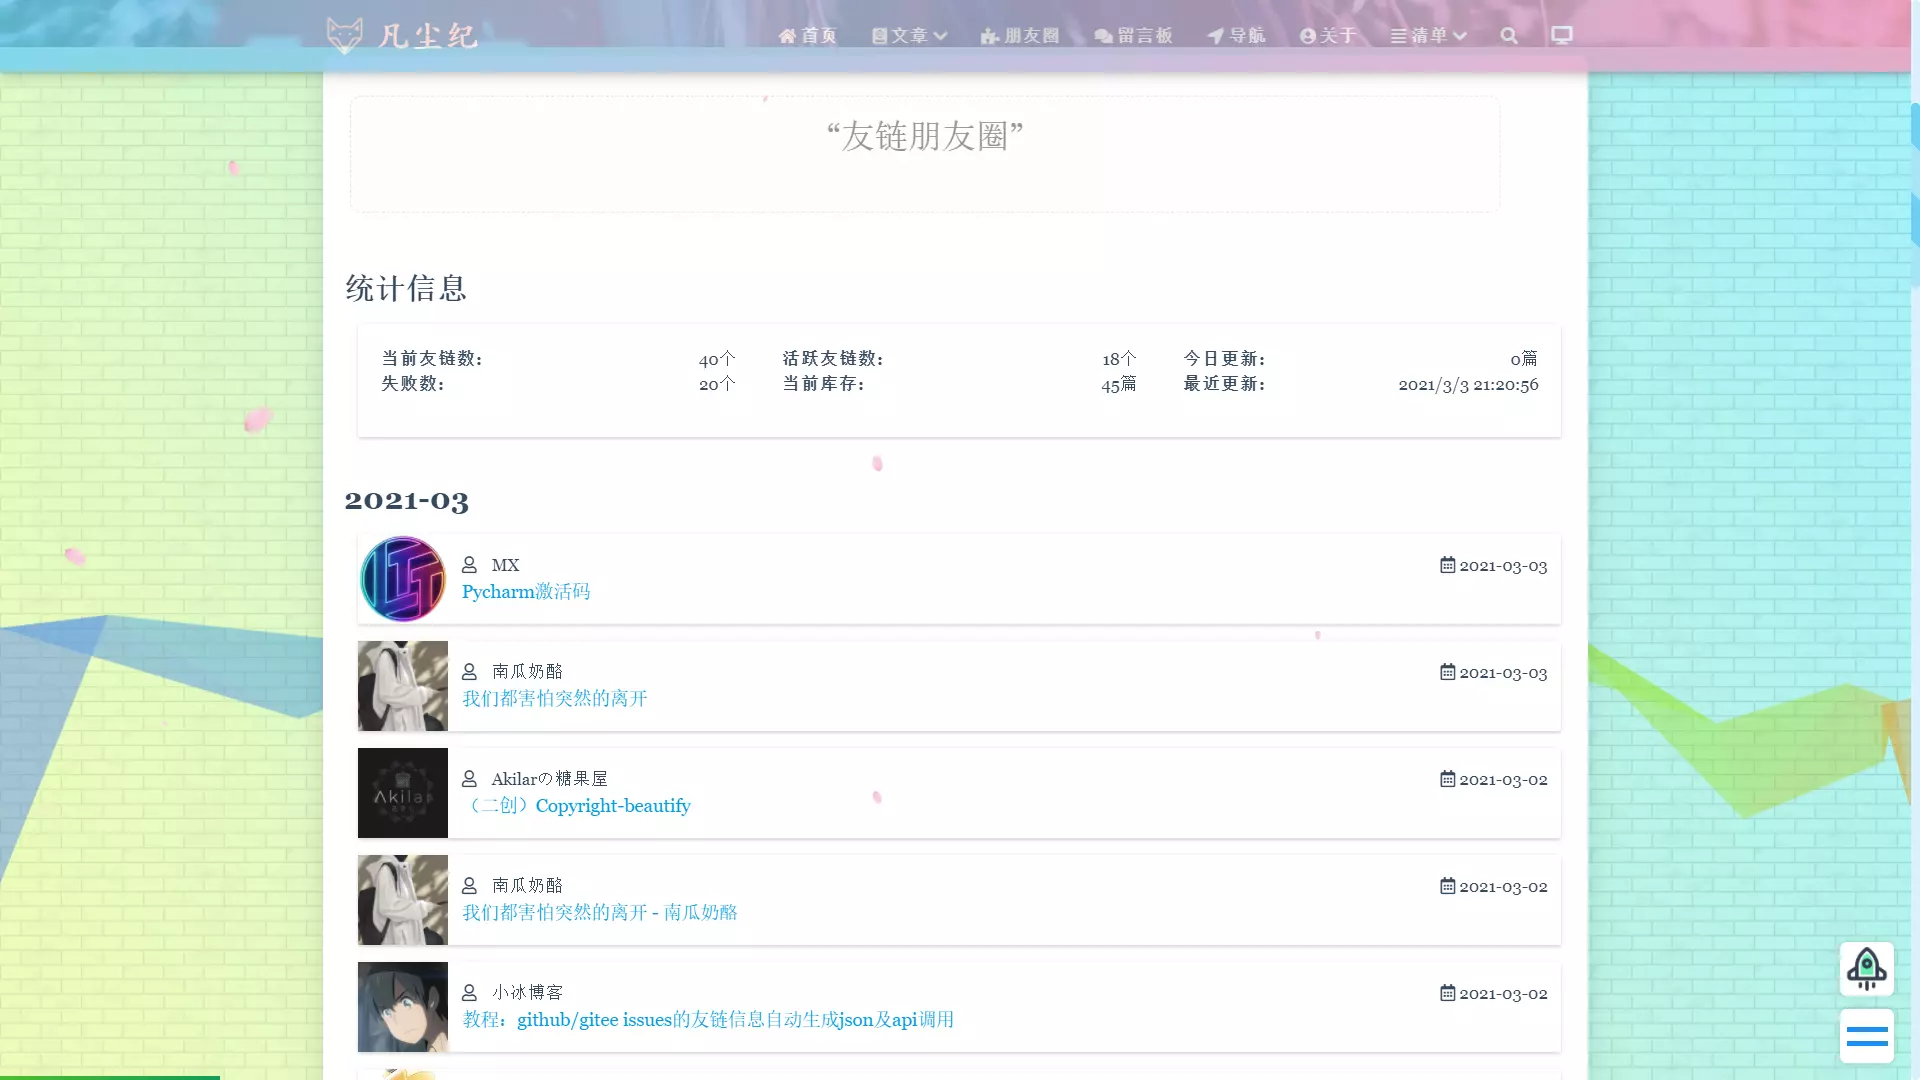 凡尘纪
首页 文章 朋友圈 留言板 导航 关于 清单
“友链朋友圈”
统计信息
当前友链数: 40个 活跃友链数: 18个 今日更新: 0篇
失败数: 20个 当前库存: 45篇 最近更新: 2021/3/3 21:20:56
2021-03
MX 2021-03-03
Pycharm激活码
南瓜奶酪 2021-03-03
我们都害怕突然的离开
Akilarの糖果屋 2021-03-02
（二创）Copyright-beautify
Akilar
南瓜奶酪 2021-03-02
我们都害怕突然的离开 - 南瓜奶酪
小冰博客 2021-03-02
教程：github/gitee issues的友链信息自动生成json及api调用